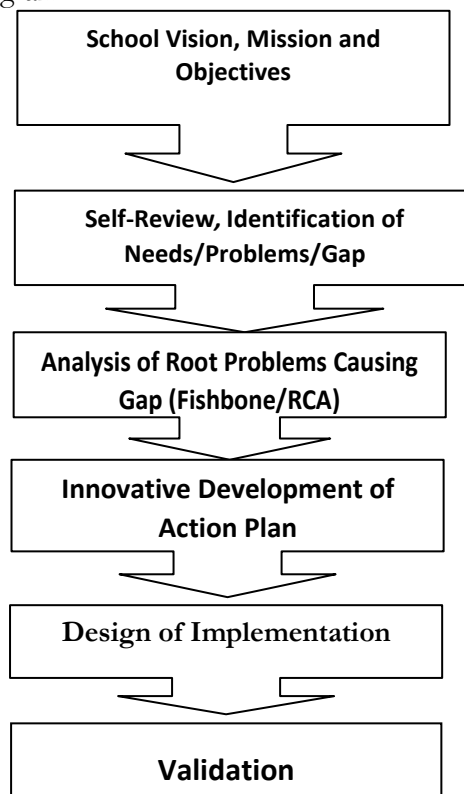 School Vision, Mission and
Objectives
Self-Review, Identification of
Needs/Problems/Gap
Analysis of Root Problems Causing
Gap (Fishbone/RCA)
Innovative Development of
Action Plan
Design of Implementation
Validation